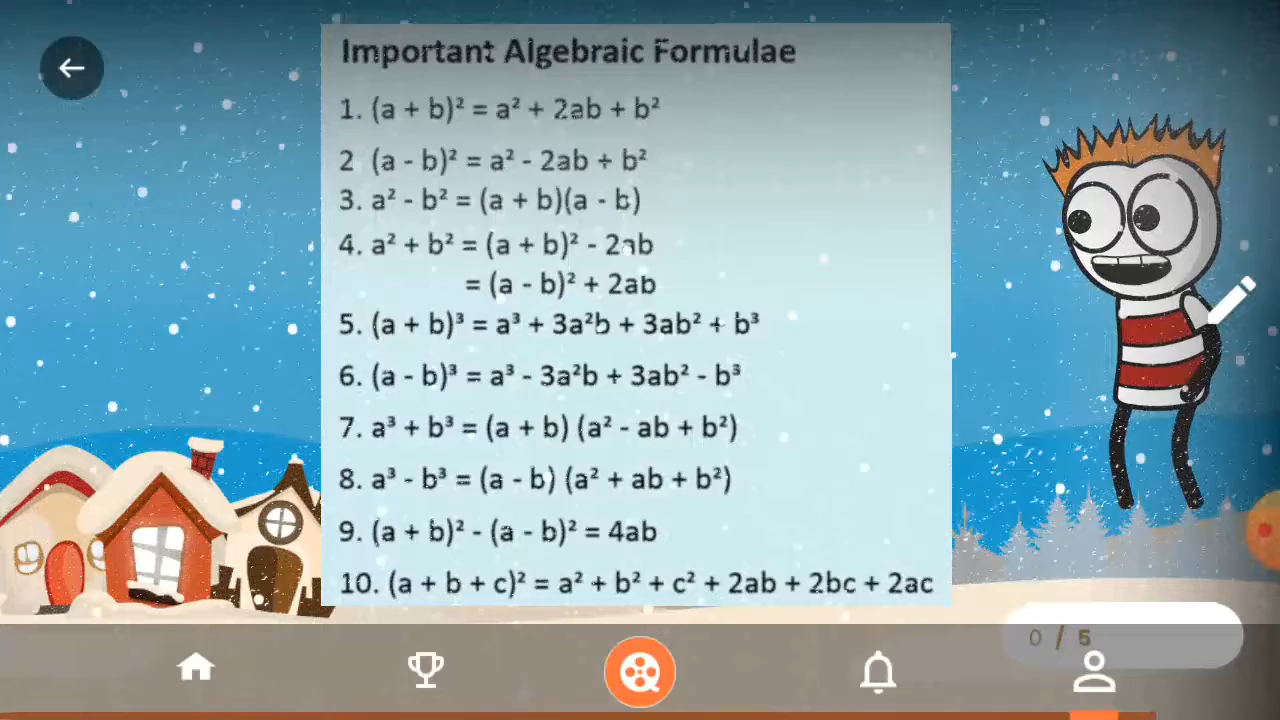 Important Algebraic Formulae
1. (a + b)² = a² + 2ab + b²
2 (a - b)² = a² - 2ab + b²
3. a² - b² = (a + b)(a - b)
4. a² + b² = (a + b)² - 2ab
= (a - b)² + 2ab
5. (a + b)³ = a³ + 3a²b + 3ab² + b³
6. (a - b)³ = a³ - 3a²b + 3ab² - b³
7. a³ + b³ = (a + b) (a² - ab + b²)
8. a³ - b³ = (a - b) (a² + ab + b²)
9. (a + b)² - (a - b)² = 4ab
10. (a + b + c)² = a² + b² + c² + 2ab + 2bc + 2ac
0 / 5